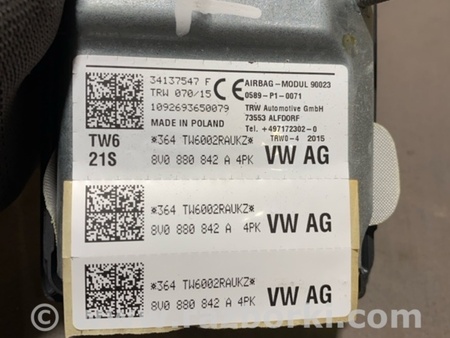 34137547 F
TRW 070/15
1092693650079
MADE IN POLAND
CE
AIRBAG-MODUL 90023
0589-P1-0071
TRW Automotive GmbH
73553 ALFDORF
Tel. +497172302-0
TRW0-4 2015
TW6
21S
*364 TW6002RAUKZ*
8V0 880 842 A 4PK
VW AG
*364 TW6002RAUKZ*
8V0 880 842 A 4PK
VW AG
*364 TW6002RAUKZ*
8V0 880 842 A 4PK
VW AG